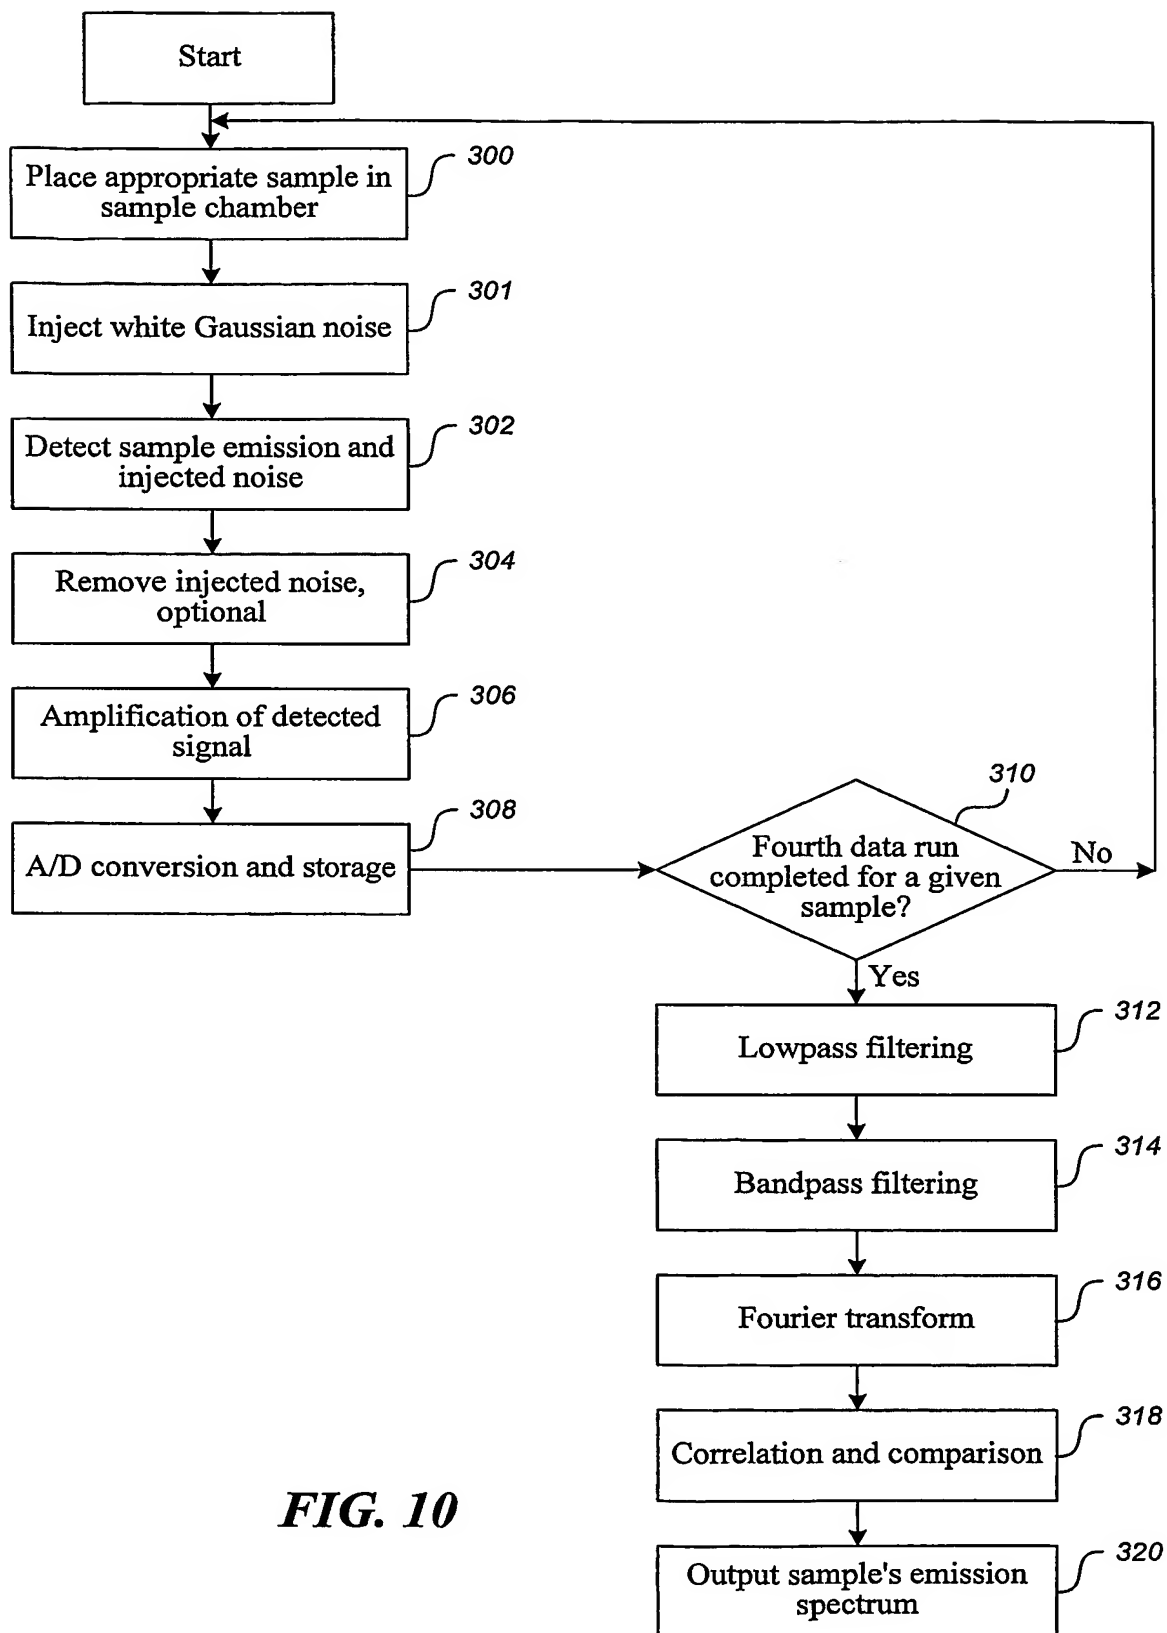 Start
Place appropriate sample in
sample chamber
300
Inject white Gaussian noise
301
Detect sample emission and
injected noise
302
Remove injected noise,
optional
304
Amplification of detected
signal
306
A/D conversion and storage
308
Fourth data run
completed for a given
sample?
310
No
Yes
Lowpass filtering
312
Bandpass filtering
314
Fourier transform
316
Correlation and comparison
318
Output sample's emission
spectrum
320
FIG. 10